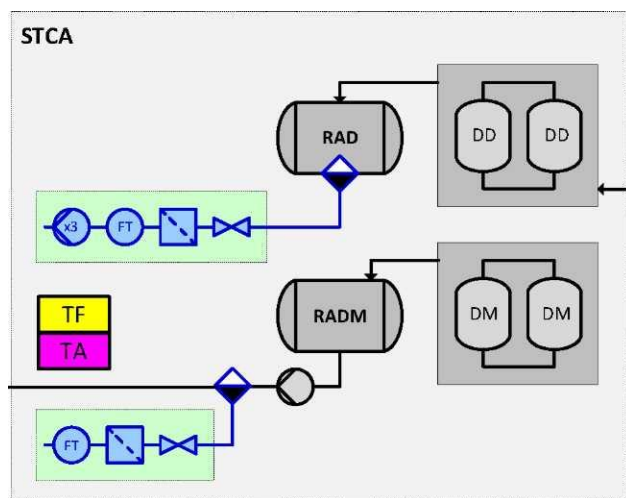 STCA
RAD
DD DD
x3 FT
RADM
DM DM
TF
TA
FT